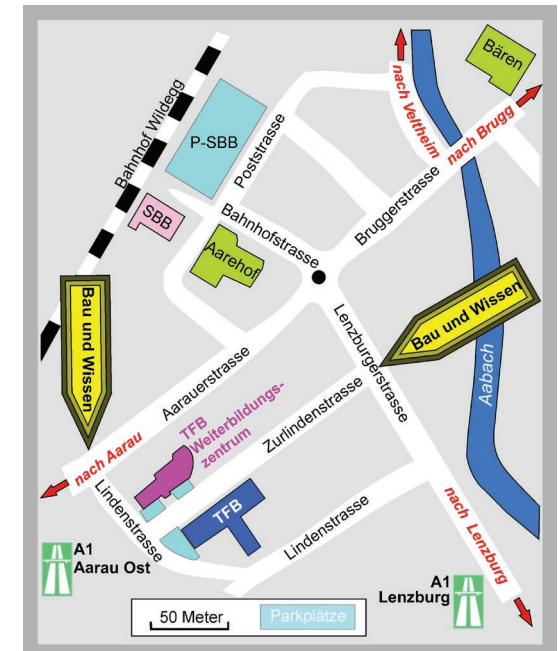 Bären
nach Veltheim
nach Brugg
Bahnhof Wildegg
P-SBB
Poststrasse
SBB
Bahnhofstrasse
Bruggerstrasse
Aarehof
Bau und Wissen
Bau und Wissen
Lenzburgerstrasse
Aabach
Aarauerstrasse
TFB
Weiterbildungs-
zentrum
Zurlindenstrasse
nach Aarau
Lindenstrasse
TFB
Lindenstrasse
nach Lenzburg
A1
Aarau Ost
A1
Lenzburg
50 Meter
Parkplätze